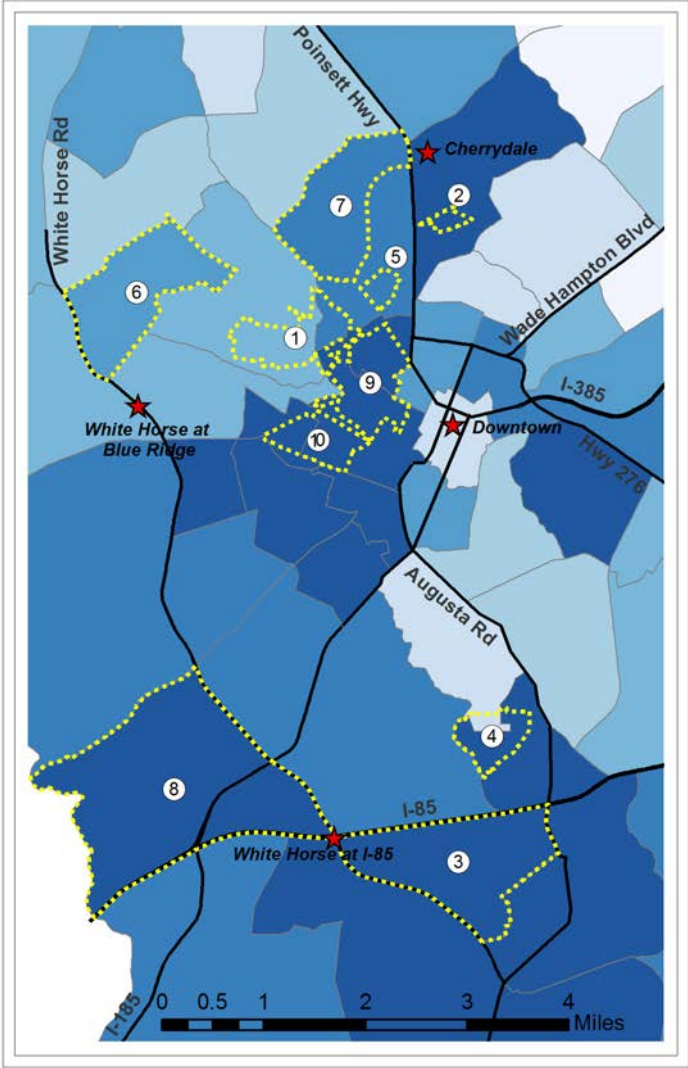 Poinsett Hwy
White Horse Rd
Cherrydale
7
2
Wade Hampton Blvd
5
6
1
9
I-385
White Horse at
Blue Ridge
10
Downtown
Hwy 276
Augusta Rd
4
8
I-85
White Horse at I-85
3
I-185
0 0.5 1 2 3 4
Miles